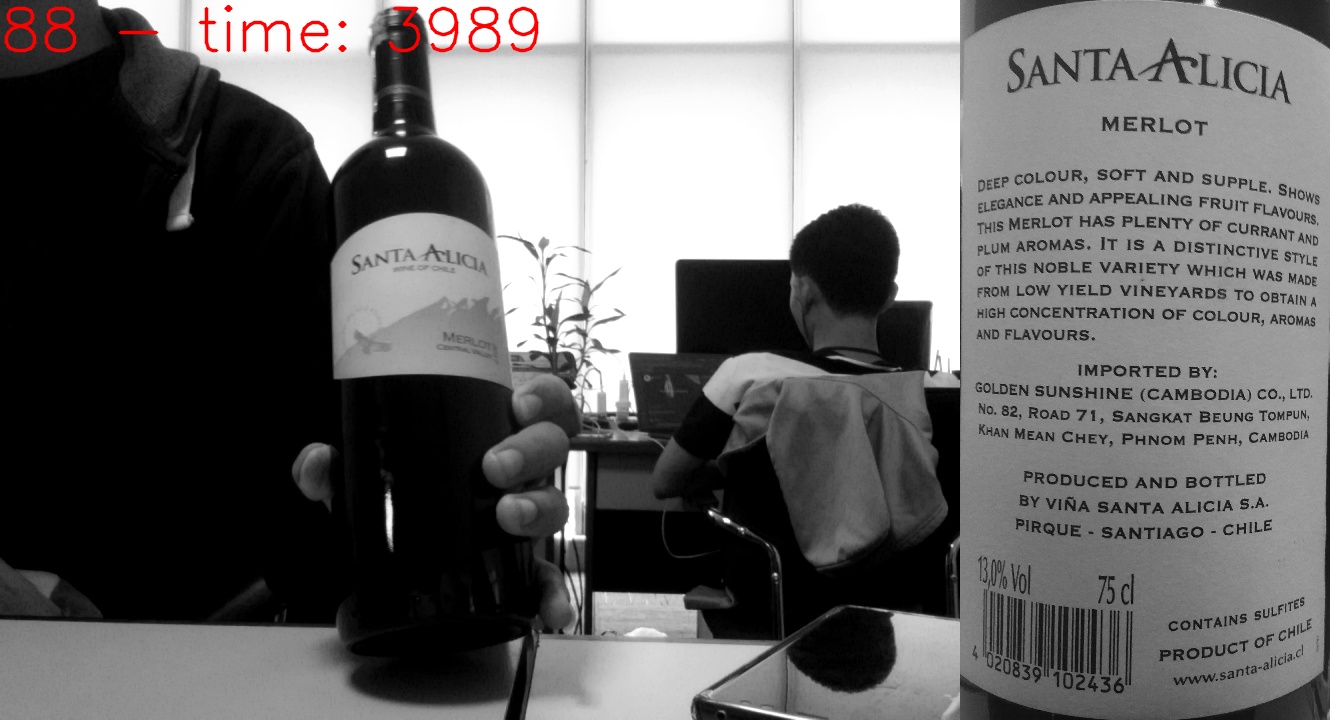 88 - time: 3989
SANTA ALICIA
WINE OF CHILE
MERLOT
CENTRAL VALLEY
SANTA ALICIA
MERLOT
DEEP COLOUR, SOFT AND SUPPLE. SHOWS
ELEGANCE AND APPEALING FRUIT FLAVOURS.
THIS MERLOT HAS PLENTY OF CURRANT AND
PLUM AROMAS. IT IS A DISTINCTIVE STYLE
OF THIS NOBLE VARIETY WHICH WAS MADE
FROM LOW YIELD VINEYARDS TO OBTAIN A
HIGH CONCENTRATION OF COLOUR, AROMAS
AND FLAVOURS.
IMPORTED BY:
GOLDEN SUNSHINE (CAMBODIA) CO., LTD.
No. 82, ROAD 71, SANGKAT BEUNG TOMPUN,
KHAN MEAN CHEY, PHNOM PENH, CAMBODIA
PRODUCED AND BOTTLED
BY VIÑA SANTA ALICIA S.A.
PIRQUE - SANTIAGO - CHILE
13,0% Vol 75 cl
CONTAINS SULFITES
PRODUCT OF CHILE
www.santa-alicia.cl
4 020839 102436